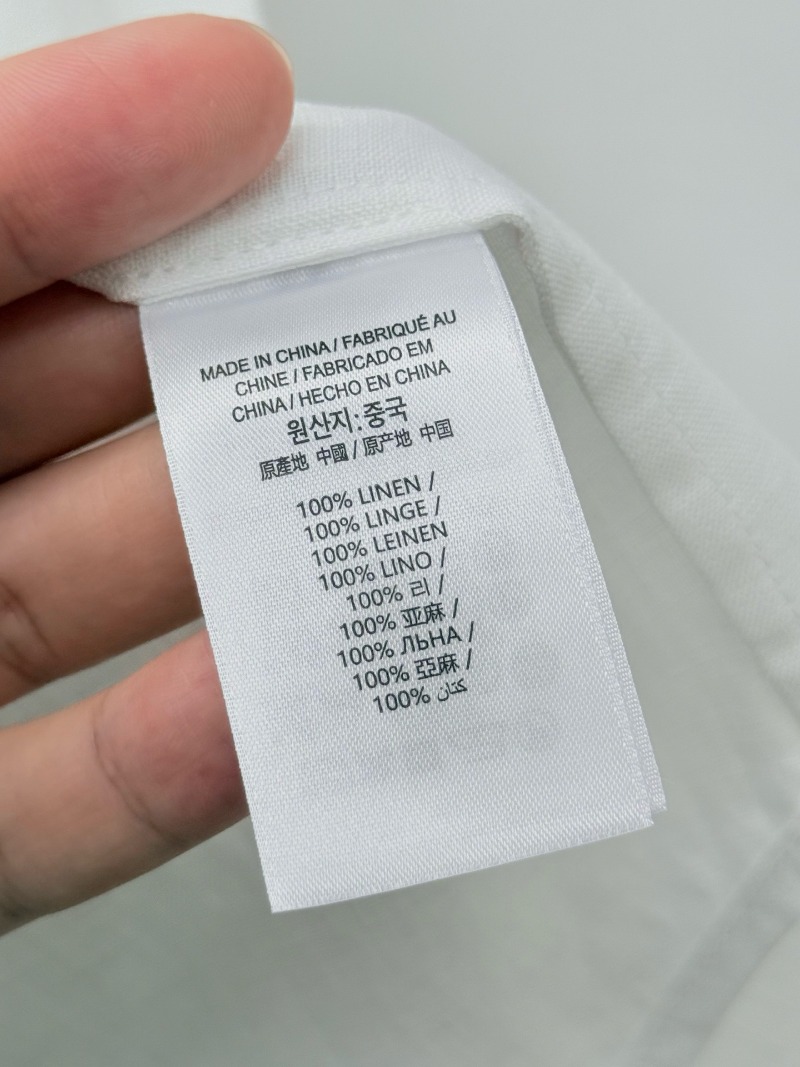 MADE IN CHINA / FABRIQUÉ AU
CHINE / FABRICADO EM
CHINA / HECHO EN CHINA
원산지:중국
原產地 中國 / 原产地 中国
100% LINEN /
100% LINGE /
100% LEINEN
100% LINO /
100% 리 /
100% 亚麻 /
100% ЛЬНА /
100% 亞麻 /
100% كتان